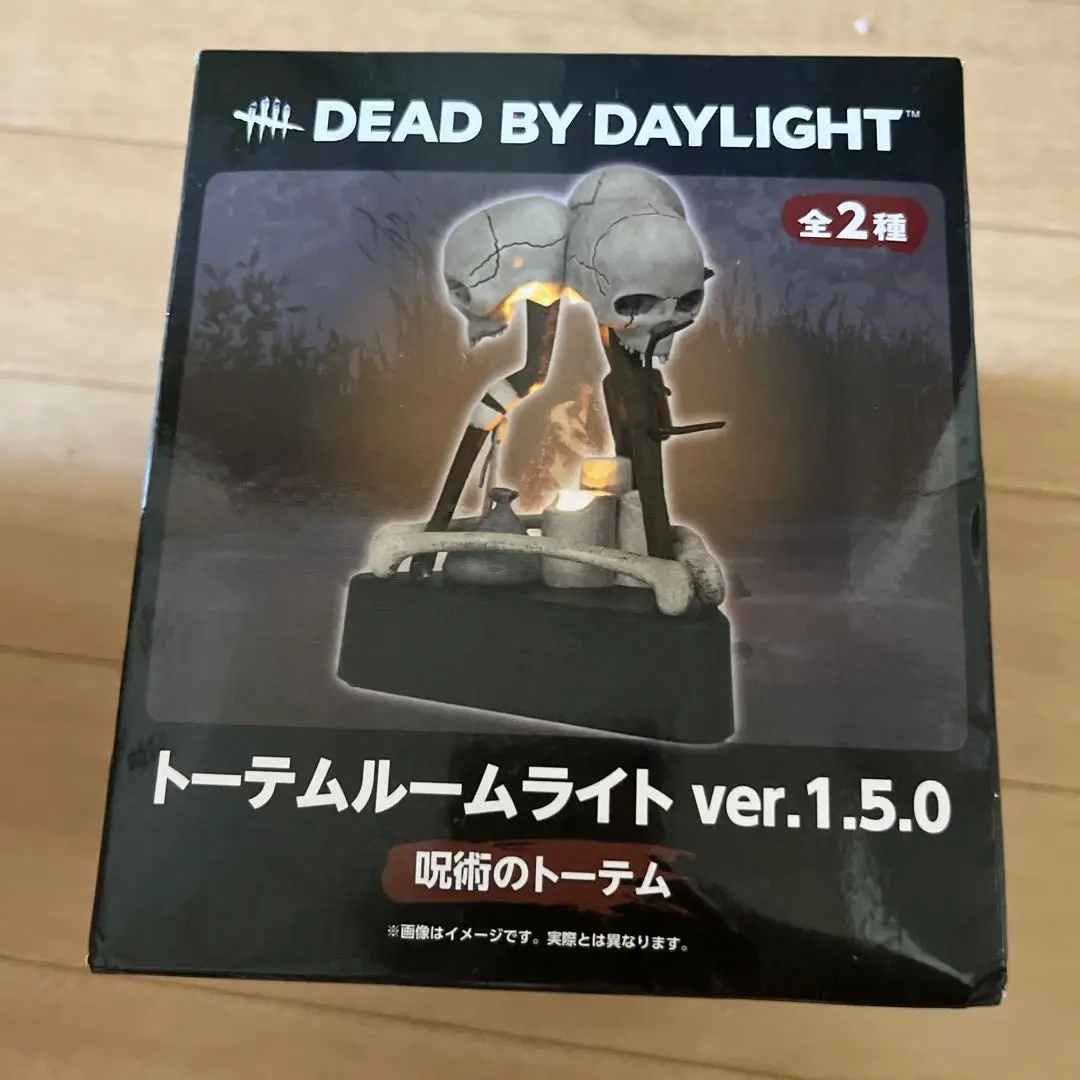 DEAD BY DAYLIGHT™
全2種
トーテムルームライト ver.1.5.0
呪術のトーテム
※画像はイメージです。実際とは異なります。